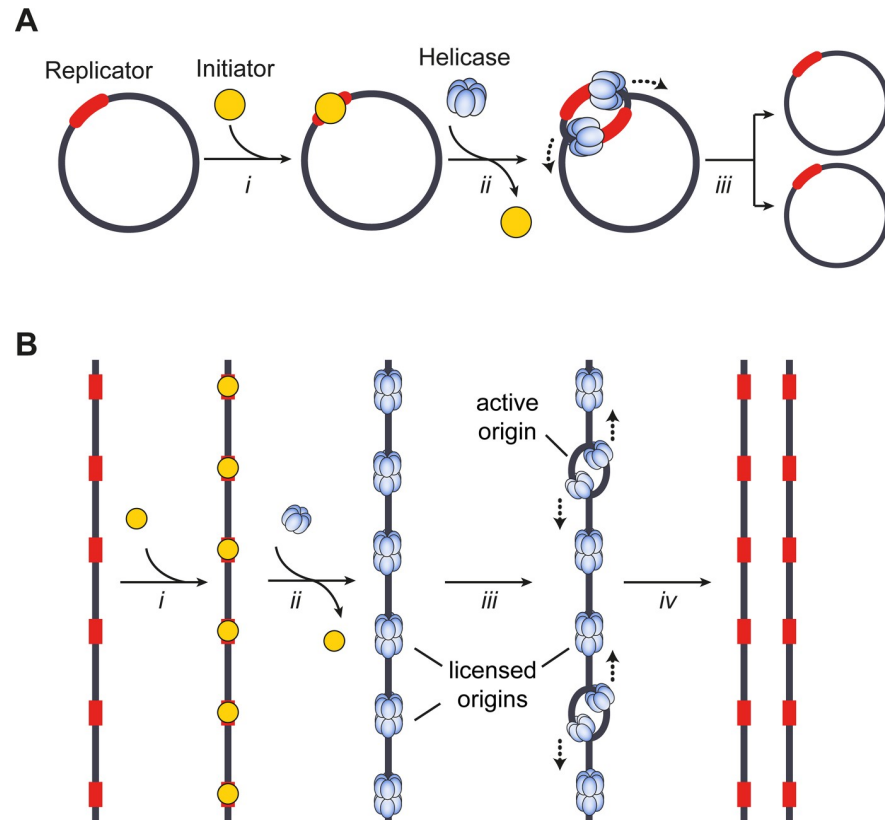 A
Replicator
Initiator
Helicase
i
ii
iii
B
active
origin
i
ii
iii
iv
licensed
origins